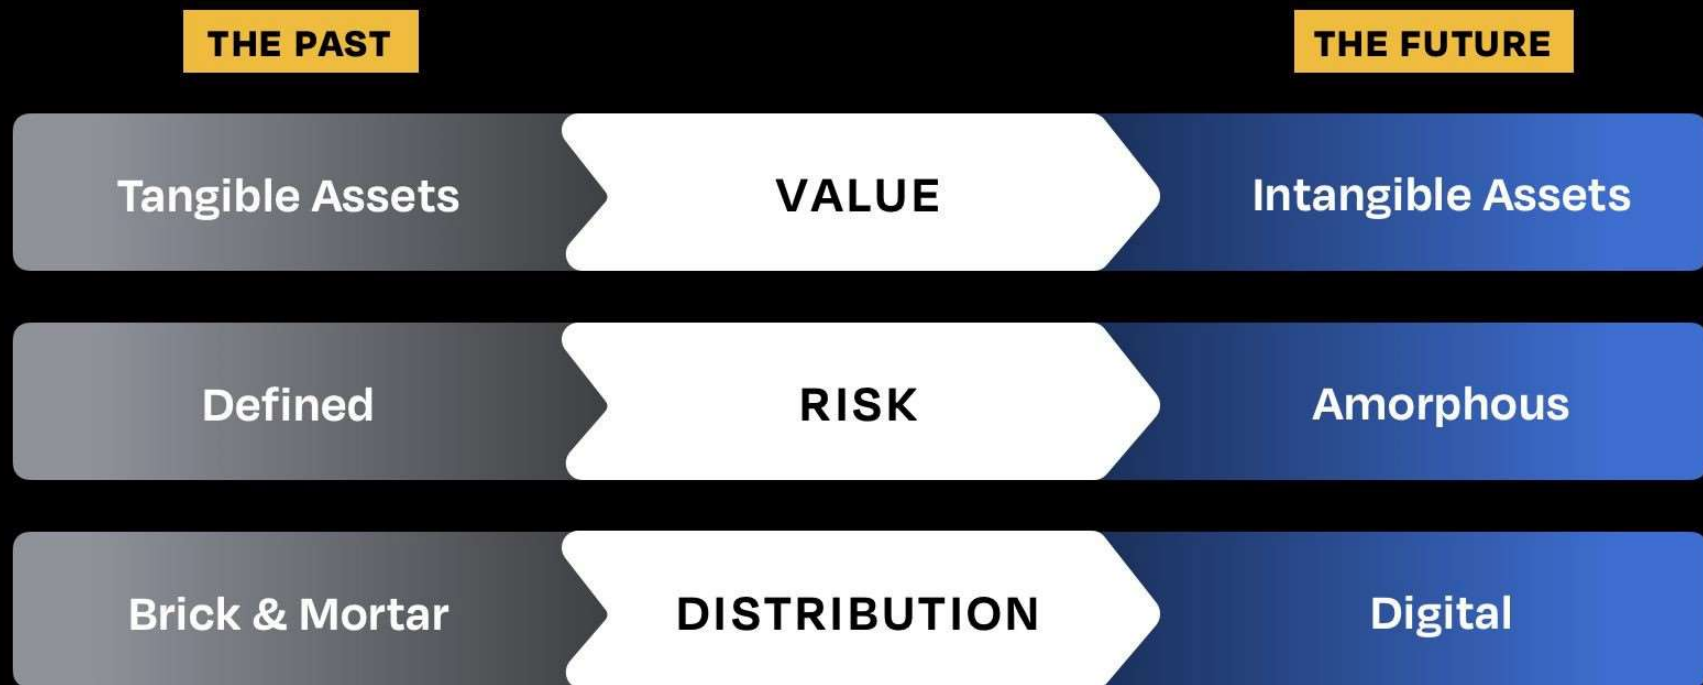 THE PAST
THE FUTURE
Tangible Assets
VALUE
Intangible Assets
Defined
RISK
Amorphous
Brick & Mortar
DISTRIBUTION
Digital